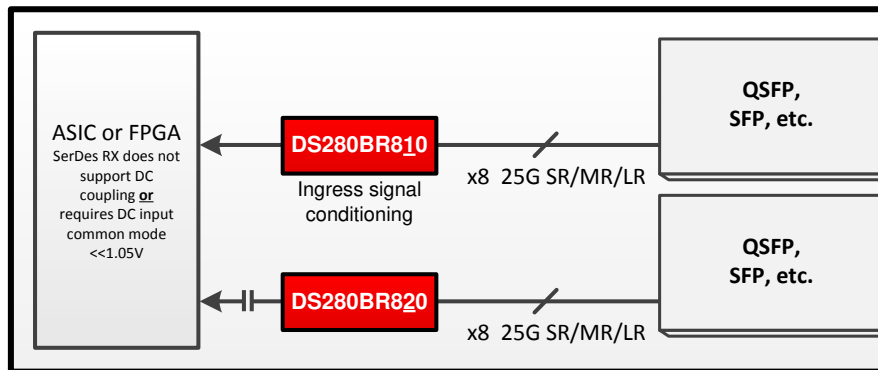 ASIC or FPGA
SerDes RX does not
support DC
coupling or
requires DC input
common mode
<<1.05V
DS280BR810
Ingress signal
conditioning
x8 25G SR/MR/LR
QSFP,
SFP, etc.
DS280BR820
x8 25G SR/MR/LR
QSFP,
SFP, etc.